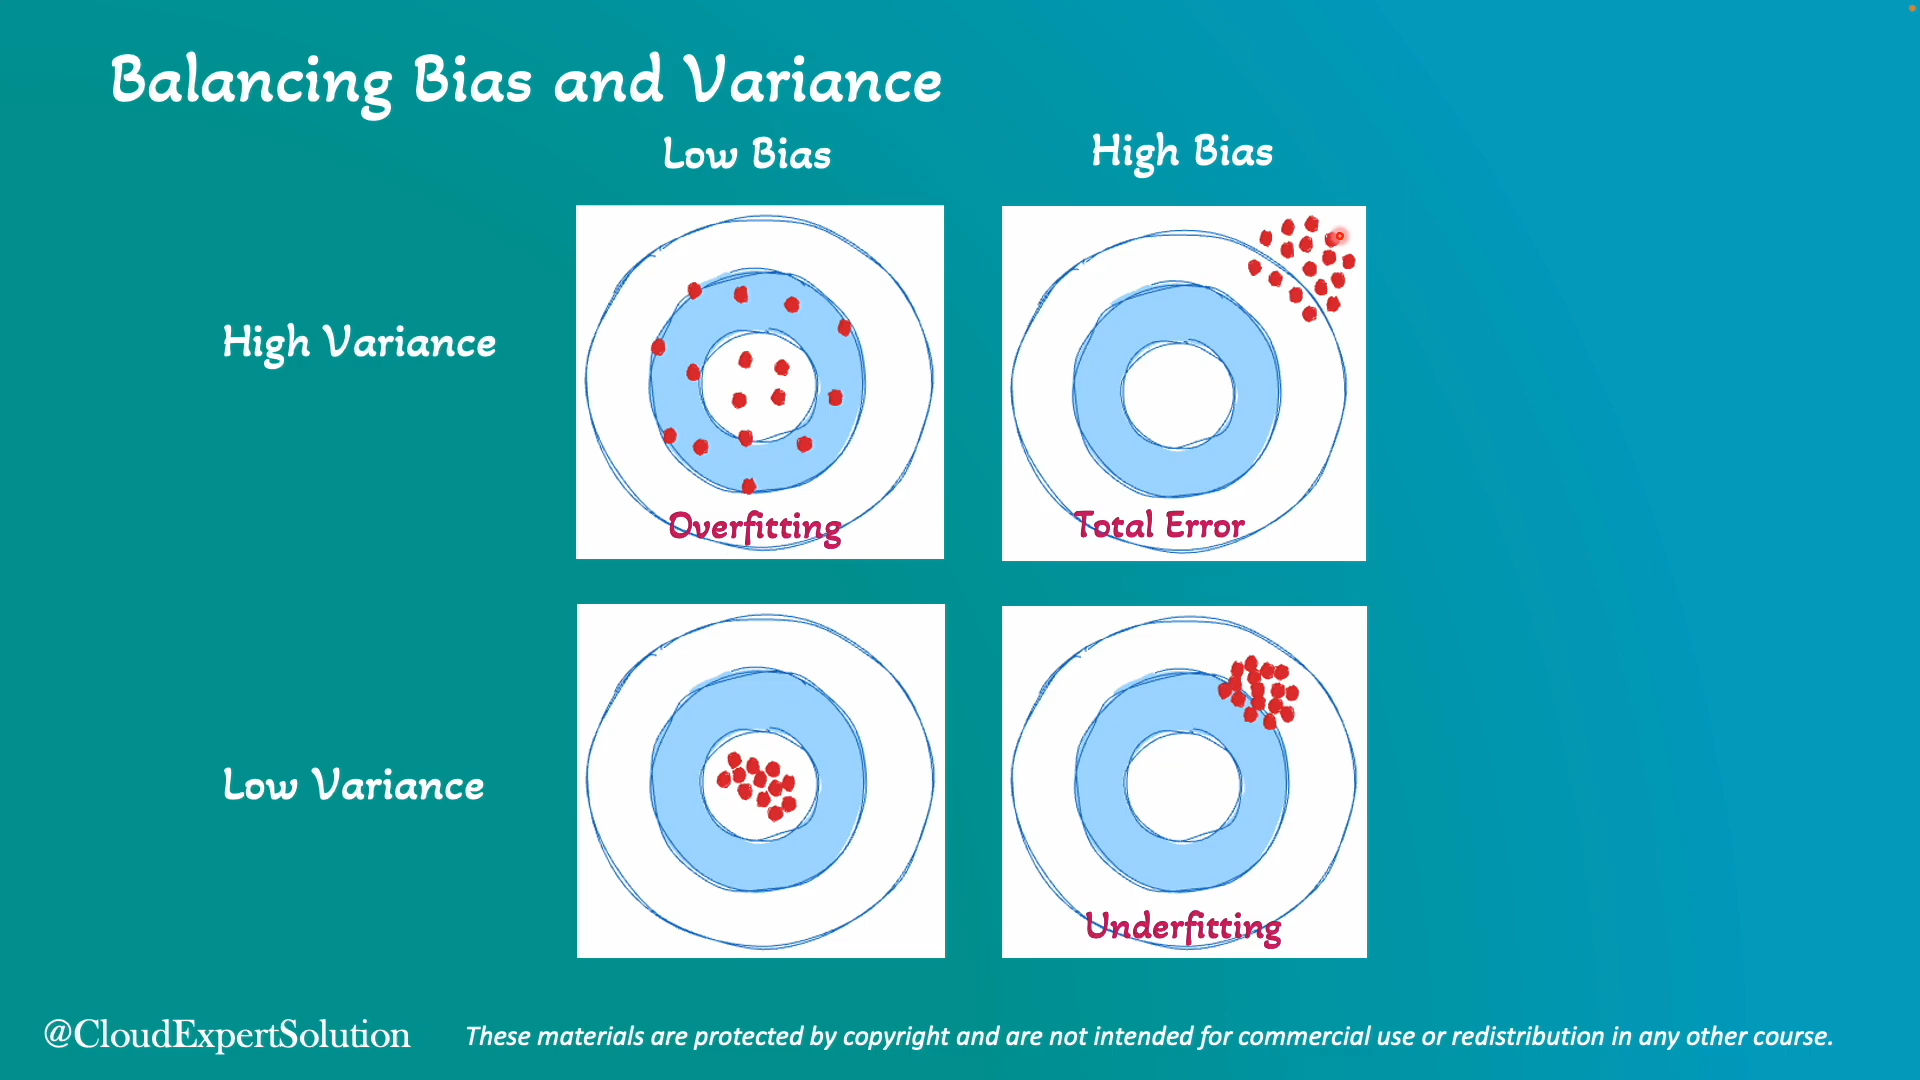 Balancing Bias and Variance
Low Bias
High Bias
High Variance
Overfitting
Total Error
Low Variance
Underfitting
@CloudExpertSolution
These materials are protected by copyright and are not intended for commercial use or redistribution in any other course.